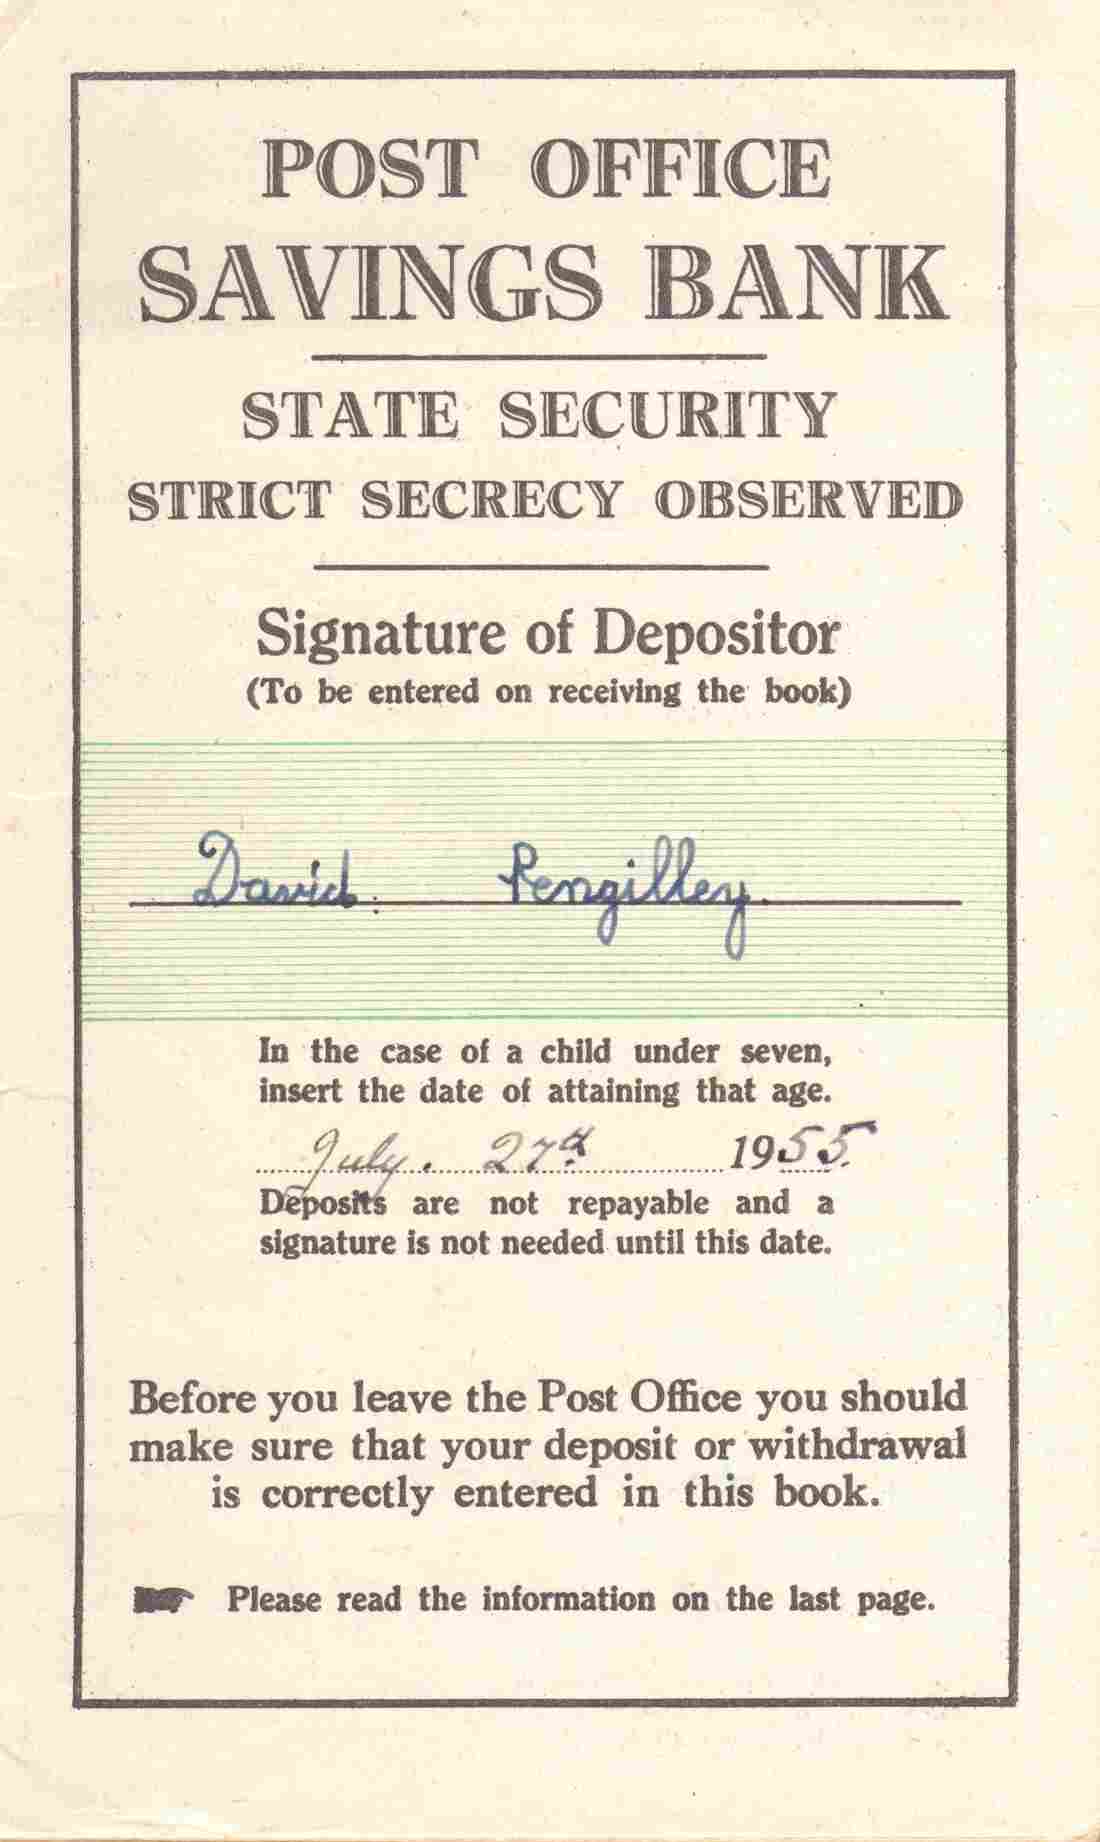 POST OFFICE
SAVINGS BANK
STATE SECURITY
STRICT SECRECY OBSERVED
Signature of Depositor
(To be entered on receiving the book)
David. Pengilley.
In the case of a child under seven,
insert the date of attaining that age.
July. 27th 1955.
Deposits are not repayable and a
signature is not needed until this date.
Before you leave the Post Office you should
make sure that your deposit or withdrawal
is correctly entered in this book.
Please read the information on the last page.